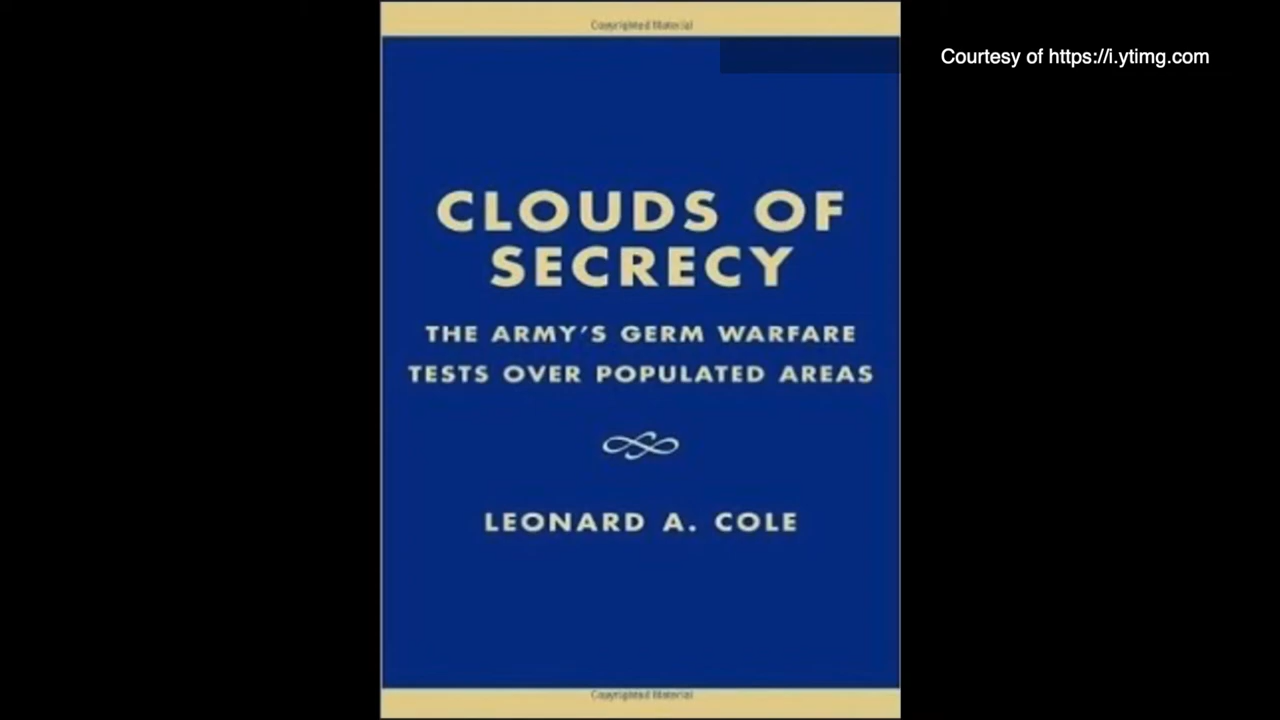 Copyrighted Material
Courtesy of https://i.ytimg.com
CLOUDS OF
SECRECY
THE ARMY'S GERM WARFARE
TESTS OVER POPULATED AREAS
LEONARD A. COLE
Copyrighted Material